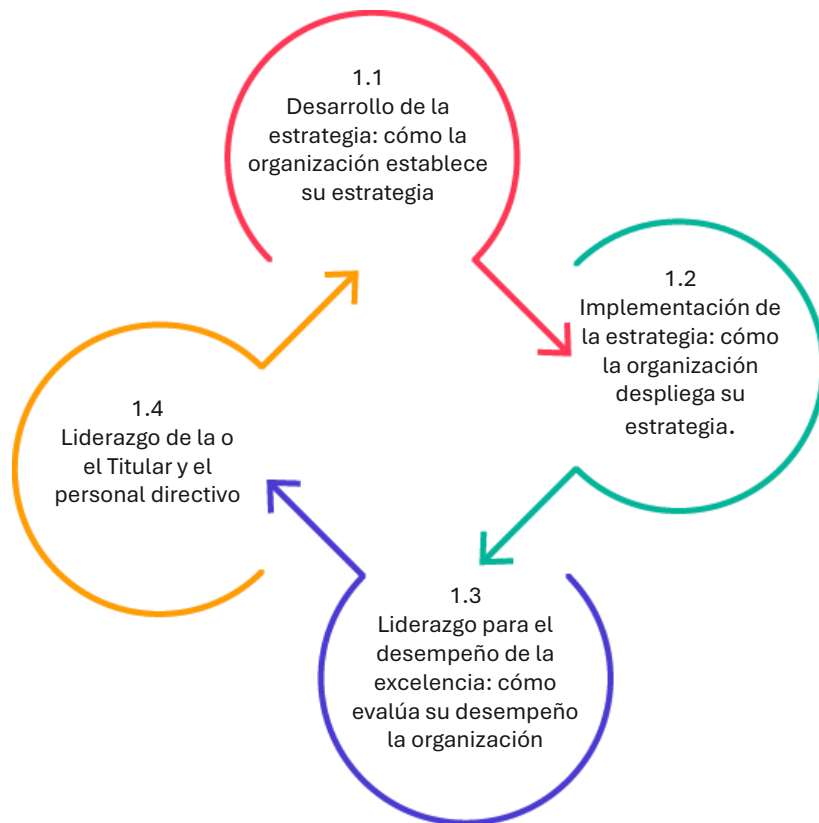 1.1
Desarrollo de la
estrategia: cómo la
organización establece
su estrategia
1.2
Implementación de
la estrategia: cómo
la organización
despliega su
estrategia.
1.3
Liderazgo para el
desempeño de la
excelencia: cómo
evalúa su desempeño
la organización
1.4
Liderazgo de la o
el Titular y el
personal directivo